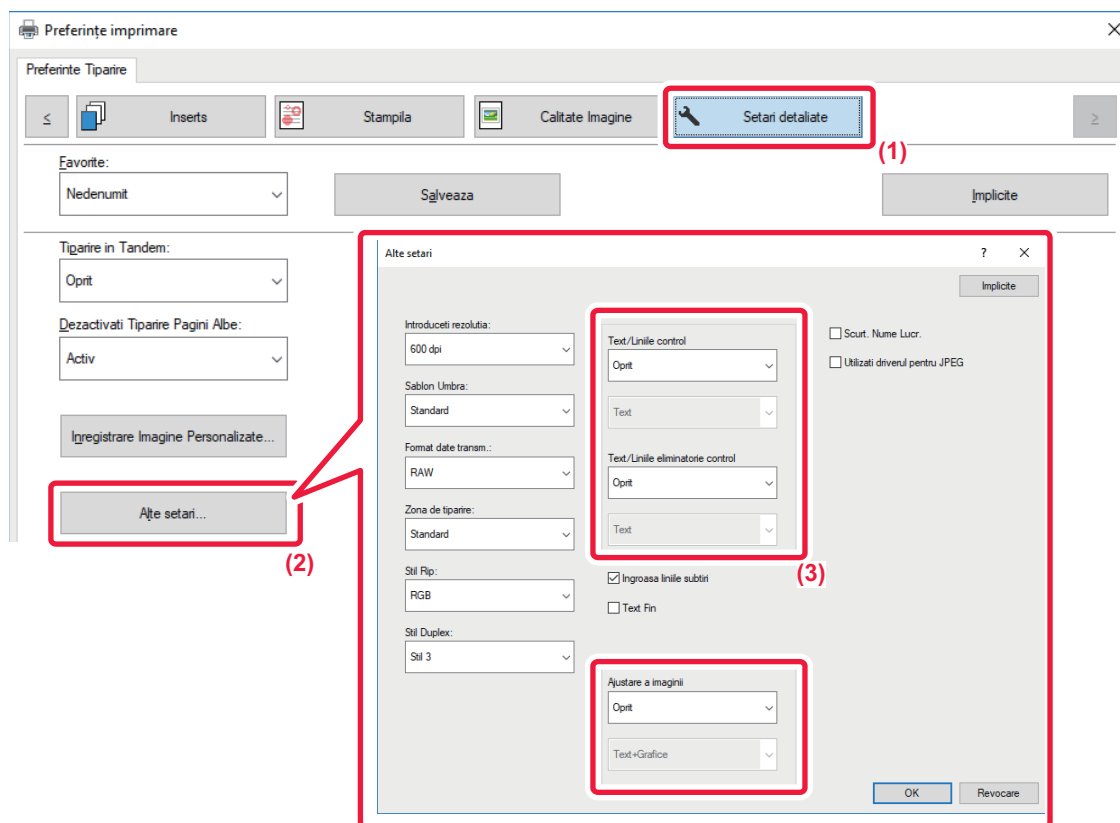 Preferințe imprimare
Preferinte Tiparire
<
Inserts
Stampila
Calitate Imagine
Setari detaliate
>
(1)
Favorite:
Nedenumit
Salveaza
Implicite
Tiparire in Tandem:
Oprit
Dezactivati Tiparire Pagini Albe:
Activ
Inregistrare Imagine Personalizate...
Alte setari...
(2)
Alte setari
?
Implicite
Introduceti rezolutia:
600 dpi
Sablon Umbra:
Standard
Format date transm.:
RAW
Zona de tiparire:
Standard
Stil Rip:
RGB
Stil Duplex:
Stil 3
Text/Liniile control
Oprit
Text
Text/Liniile eliminatorie control
Oprit
Text
(3)
Ingroasa liniile subtiri
Text Fin
Ajustare a imaginii
Oprit
Text+Grafice
Scurt. Nume Lucr.
Utilizati driverul pentru JPEG
OK
Revocare